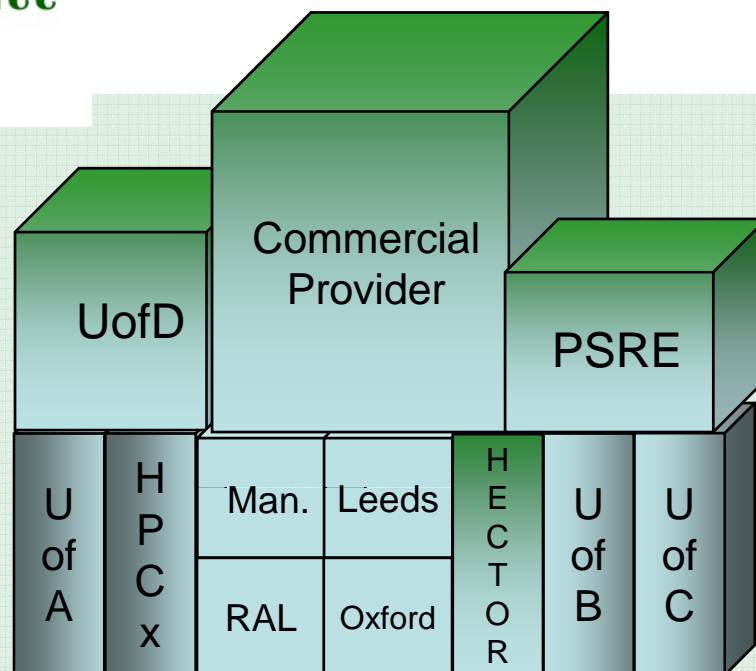 Commercial
Provider
UofD
PSRE
U
of
A
H
P
C
x
Man.
Leeds
RAL
Oxford
H
E
C
T
O
R
U
of
B
U
of
C